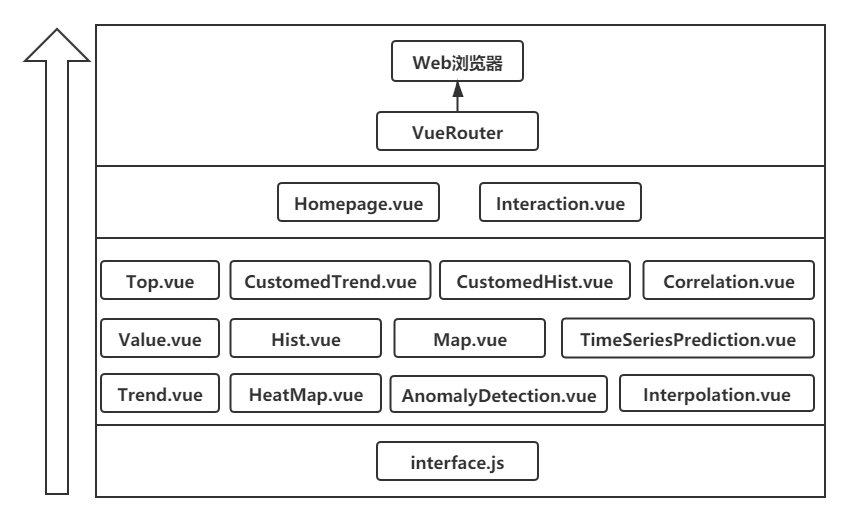 Web浏览器
VueRouter
Homepage.vue
Interaction.vue
Top.vue
CustomedTrend.vue
CustomedHist.vue
Correlation.vue
Value.vue
Hist.vue
Map.vue
TimeSeriesPrediction.vue
Trend.vue
HeatMap.vue
AnomalyDetection.vue
Interpolation.vue
interface.js